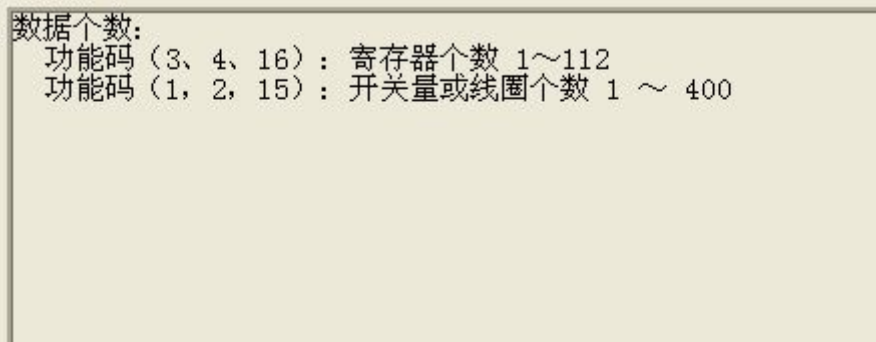 数据个数:
功能码（3、4、16）：寄存器个数 1～112
功能码（1，2，15）：开关量或线圈个数 1 ～ 400